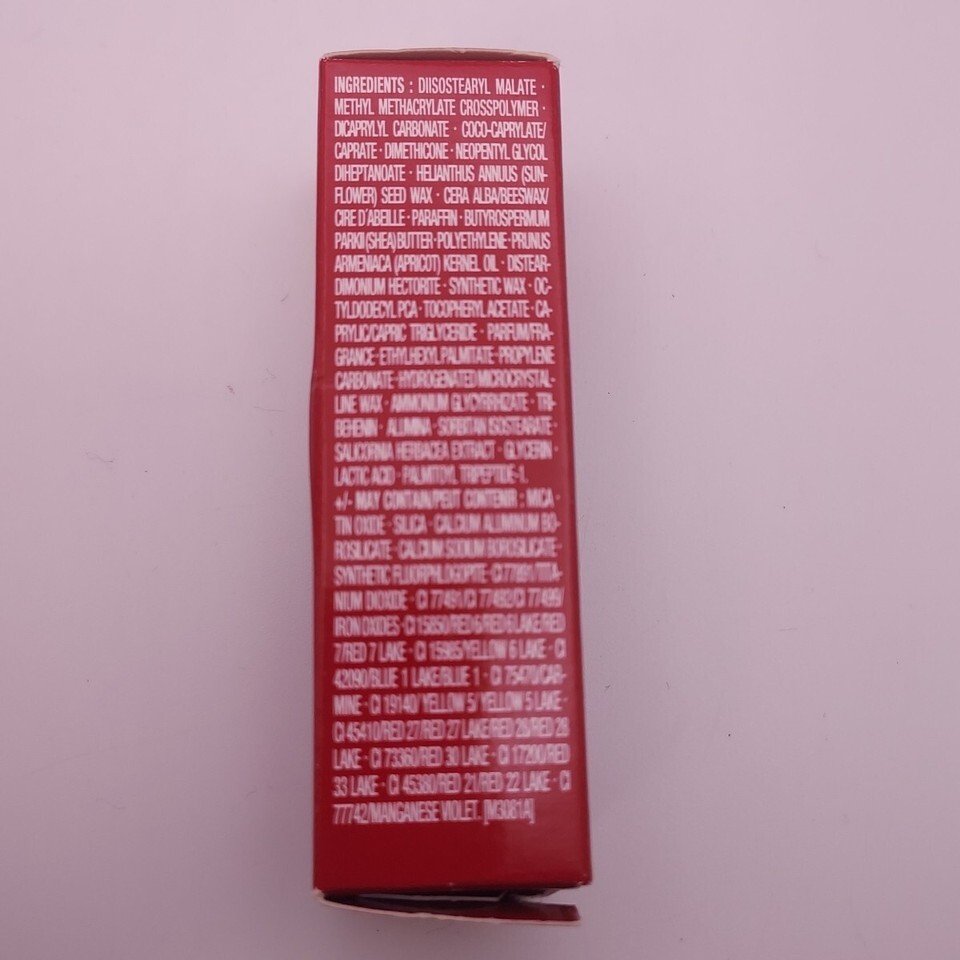 INGREDIENTS : DIISOSTEARYL MALATE ·
METHYL METHACRYLATE CROSSPOLYMER ·
DICAPRYLYL CARBONATE · COCO-CAPRYLATE/
CAPRATE · DIMETHICONE · NEOPENTYL GLYCOL
DIHEPTANOATE · HELIANTHUS ANNUUS (SUN-
FLOWER) SEED WAX · CERA ALBA/BEESWAX/
CIRE D'ABEILLE · PARAFFIN · BUTYROSPERMUM
PARKII (SHEA) BUTTER · POLYETHYLENE · PRUNUS
ARMENIACA (APRICOT) KERNEL OIL · DISTEAR-
DIMONIUM HECTORITE · SYNTHETIC WAX · OC-
TYLDODECYL PCA · TOCOPHERYL ACETATE · CA-
PRYLIC/CAPRIC TRIGLYCERIDE · PARFUM/FRA-
GRANCE · ETHYLHEXYL PALMITATE · PROPYLENE
CARBONATE · HYDROGENATED MICROCRYSTAL-
LINE WAX · AMMONIUM GLYCYRRHIZATE · TRI-
BEHENIN · ALUMINA · SORBITAN ISOSTEARATE ·
SALICORNIA HERBACEA EXTRACT · GLYCERIN ·
LACTIC ACID · PALMITOYL TRIPEPTIDE-1.
+/- MAY CONTAIN/PEUT CONTENIR : MICA ·
TIN OXIDE · SILICA · CALCIUM ALUMINUM BO-
ROSILICATE · CALCIUM SODIUM BOROSILICATE ·
SYNTHETIC FLUORPHLOGOPITE · CI 77891/TITA-
NIUM DIOXIDE · CI 77491/CI 77492/CI 77499/
IRON OXIDES · CI 15850/RED 6/RED 6 LAKE/RED
7/RED 7 LAKE · CI 15985/YELLOW 6 LAKE · CI
42090/BLUE 1 LAKE/BLUE 1 · CI 75470/CAR-
MINE · CI 19140/ YELLOW 5/ YELLOW 5 LAKE ·
CI 45410/RED 27/RED 27 LAKE/RED 28/RED 28
LAKE · CI 73360/RED 30 LAKE · CI 17200/RED
33 LAKE · CI 45380/RED 21/RED 22 LAKE · CI
77742/MANGANESE VIOLET. [M3081A]